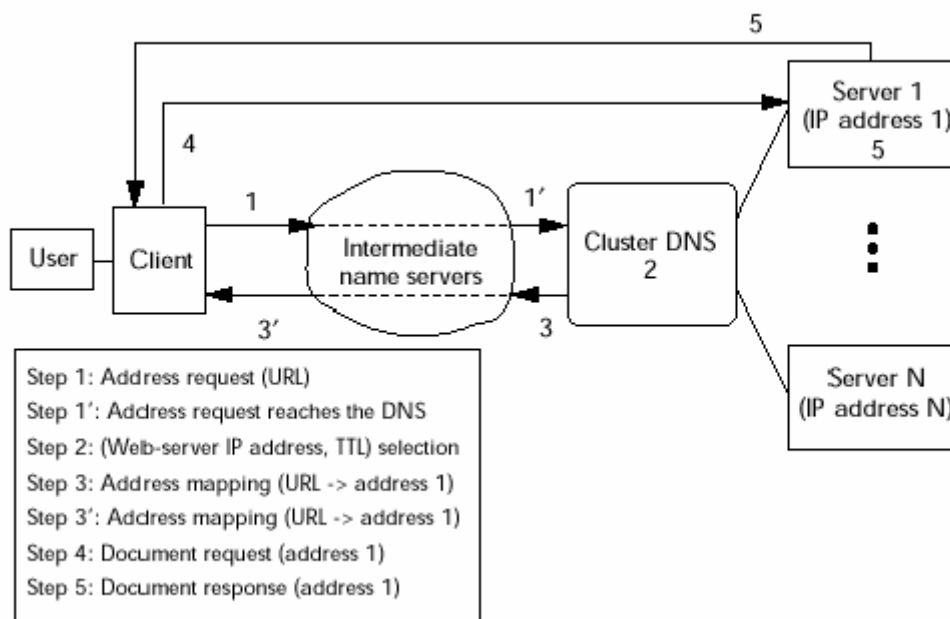 5
Server 1
(IP address 1)
5
4
1
1′
User
Client
Intermediate
name servers
Cluster DNS
2
3′
3
Server N
(IP address N)
Step 1: Address request (URL)
Step 1′: Address request reaches the DNS
Step 2: (Web-server IP address, TTL) selection
Step 3: Address mapping (URL -> address 1)
Step 3′: Address mapping (URL -> address 1)
Step 4: Document request (address 1)
Step 5: Document response (address 1)